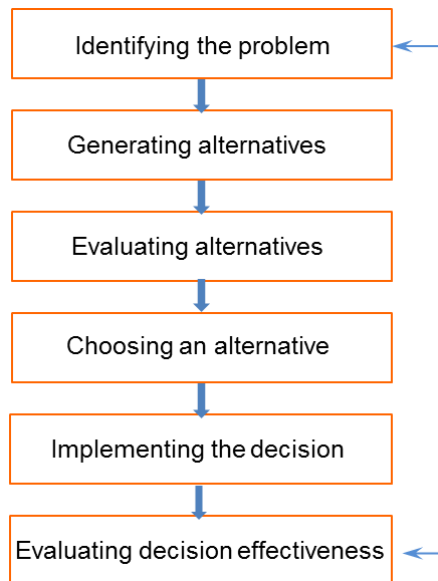 Identifying the problem
Generating alternatives
Evaluating alternatives
Choosing an alternative
Implementing the decision
Evaluating decision effectiveness